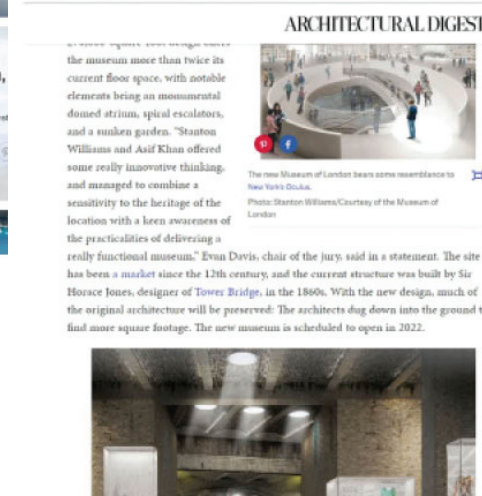 ARCHITECTURAL DIGEST
the museum more than twice its
current floor space, with notable
elements being an monumental
domed atrium, spiral escalators,
and a sunken garden. "Stanton
Williams and Asif Khan offered
some really innovative thinking,
and managed to combine a
sensitivity to the heritage of the
location with a keen awareness of
the practicalities of delivering a
The new Museum of London bears some resemblance to
New York's Oculus.
Photo: Stanton Williams/Courtesy of the Museum of
London
really functional museum," Evan Davis, chair of the jury, said in a statement. The site
has been a market since the 12th century, and the current structure was built by Sir
Horace Jones, designer of Tower Bridge, in the 1860s. With the new design, much of
the original architecture will be preserved: The architects dug down into the ground t
find more square footage. The new museum is scheduled to open in 2022.